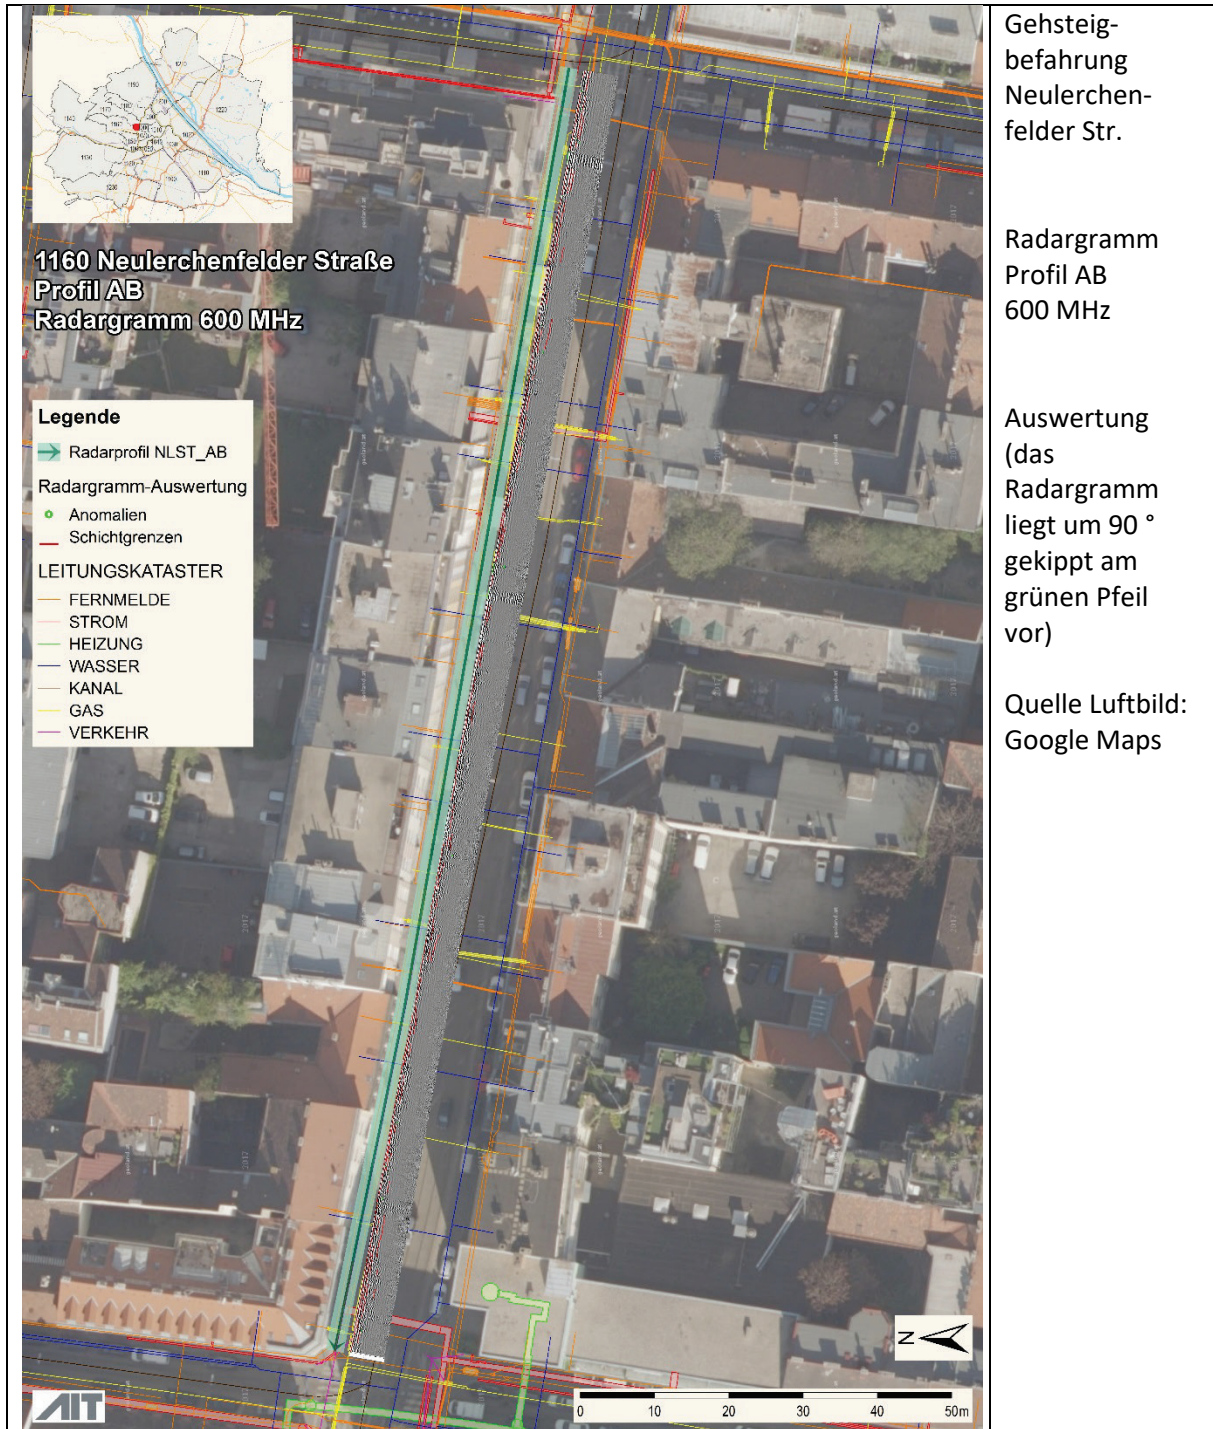 1160 Neulerchenfelder Straße
Profil AB
Radargramm 600 MHz
Legende
Radarprofil NLST_AB
Radargramm-Auswertung
Anomalien
Schichtgrenzen
LEITUNGSKATASTER
FERNMELDE
STROM
HEIZUNG
WASSER
KANAL
GAS
VERKEHR
N
AIT
0 10 20 30 40 50m
Gehsteig-
befahrung
Neulerchen-
felder Str.
Radargramm
Profil AB
600 MHz
Auswertung
(das
Radargramm
liegt um 90 °
gekippt am
grünen Pfeil
vor)
Quelle Luftbild:
Google Maps